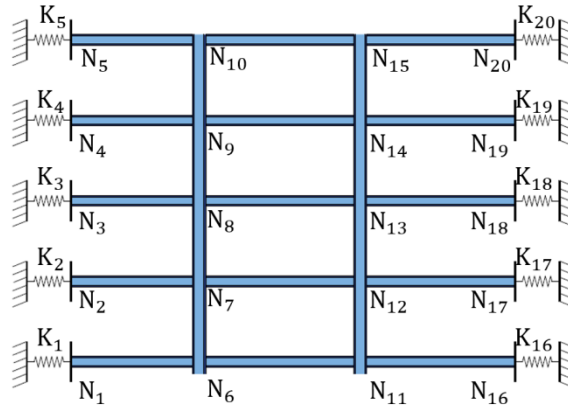 K₅ K₂₀
N₅ N₁₀ N₁₅ N₂₀
K₄ K₁₉
N₄ N₉ N₁₄ N₁₉
K₃ K₁₈
N₃ N₈ N₁₃ N₁₈
K₂ K₁₇
N₂ N₇ N₁₂ N₁₇
K₁ K₁₆
N₁ N₆ N₁₁ N₁₆